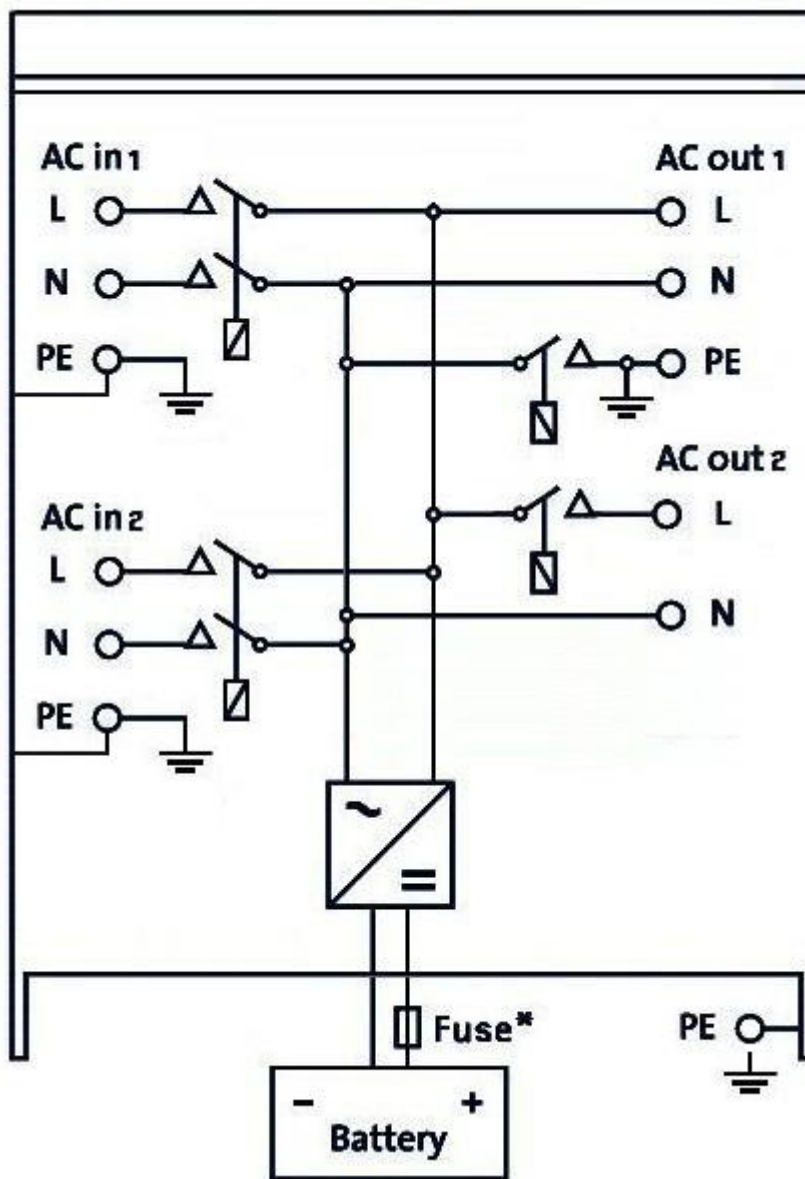 AC in 1
L
N
PE
AC out 1
L
N
PE
AC in 2
L
N
PE
AC out 2
L
N
~
=
Fuse*
PE
- +
Battery